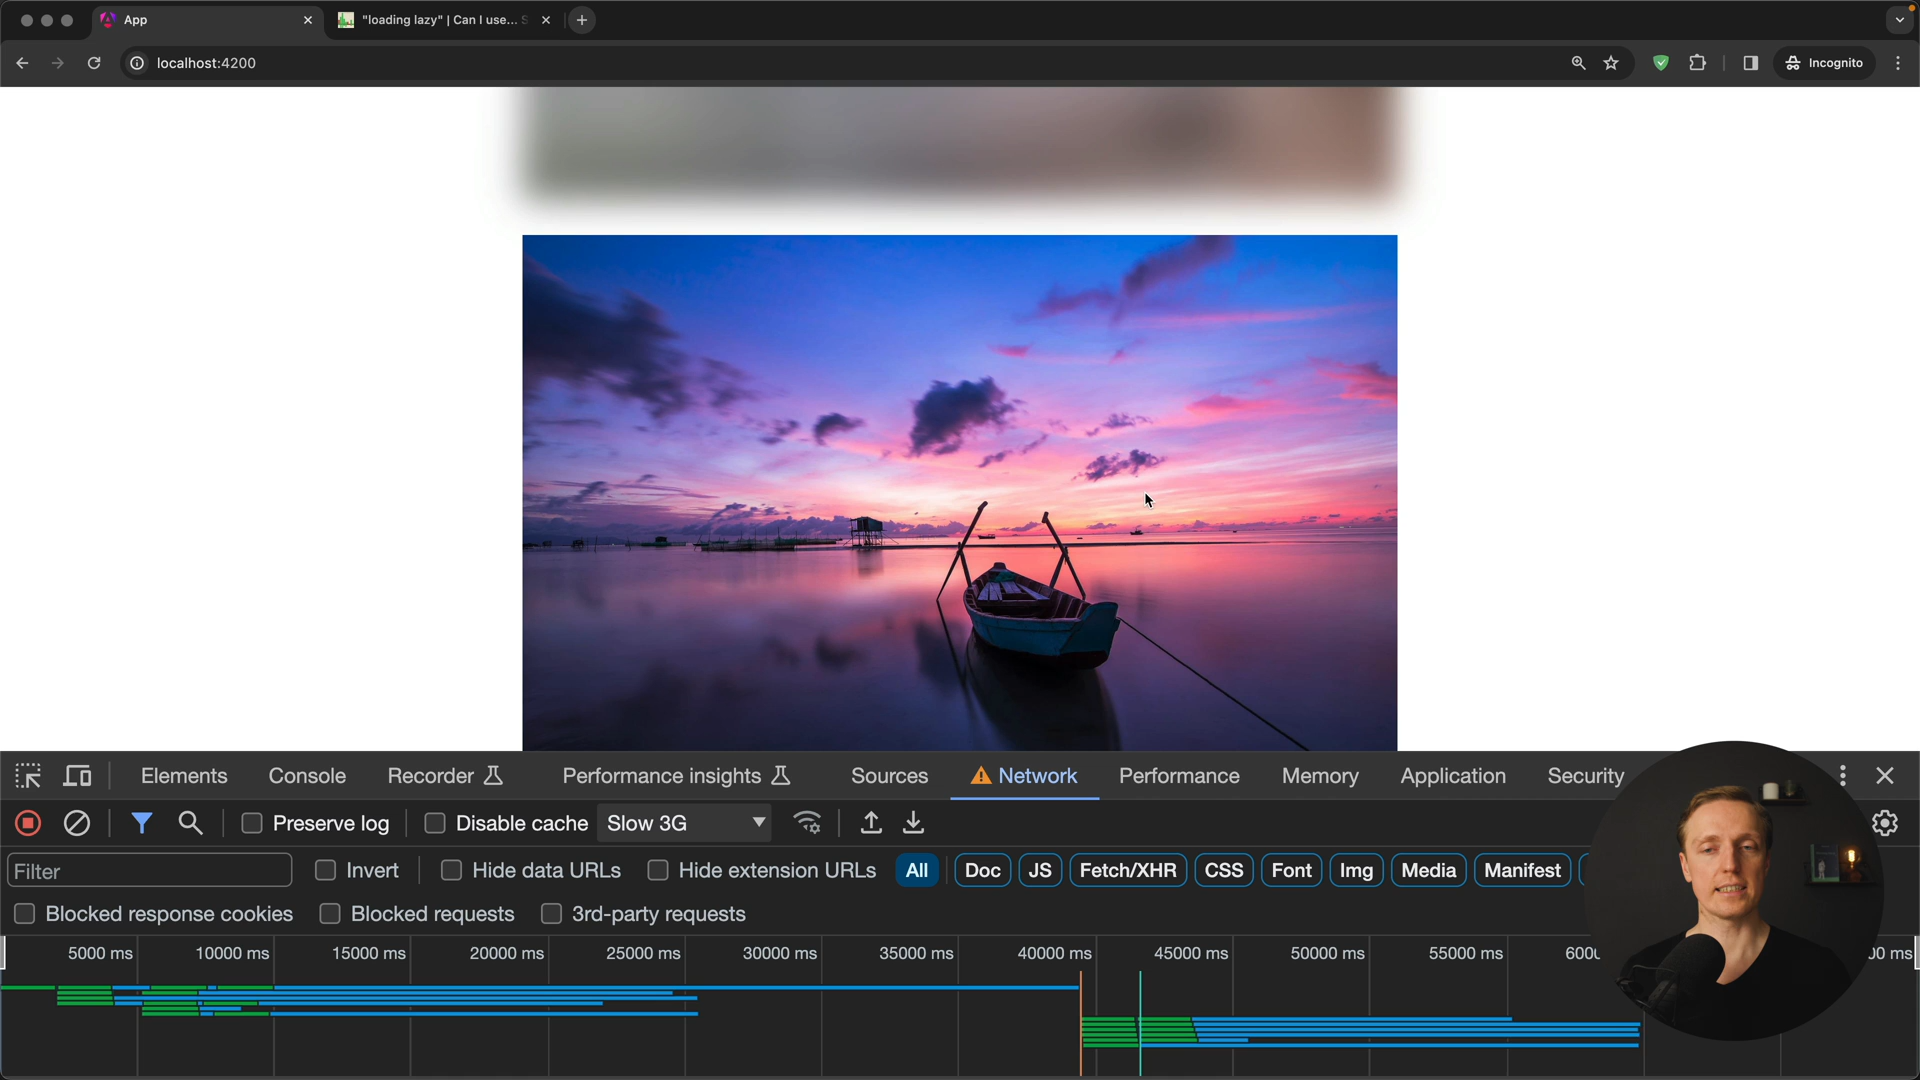 App
"loading lazy" | Can I use...
localhost:4200
Incognito
Elements
Console
Recorder
Performance insights
Sources
Network
Performance
Memory
Application
Security
Preserve log
Disable cache
Slow 3G
Filter
Invert
Hide data URLs
Hide extension URLs
All
Doc
JS
Fetch/XHR
CSS
Font
Img
Media
Manifest
Blocked response cookies
Blocked requests
3rd-party requests
5000 ms
10000 ms
15000 ms
20000 ms
25000 ms
30000 ms
35000 ms
40000 ms
45000 ms
50000 ms
55000 ms